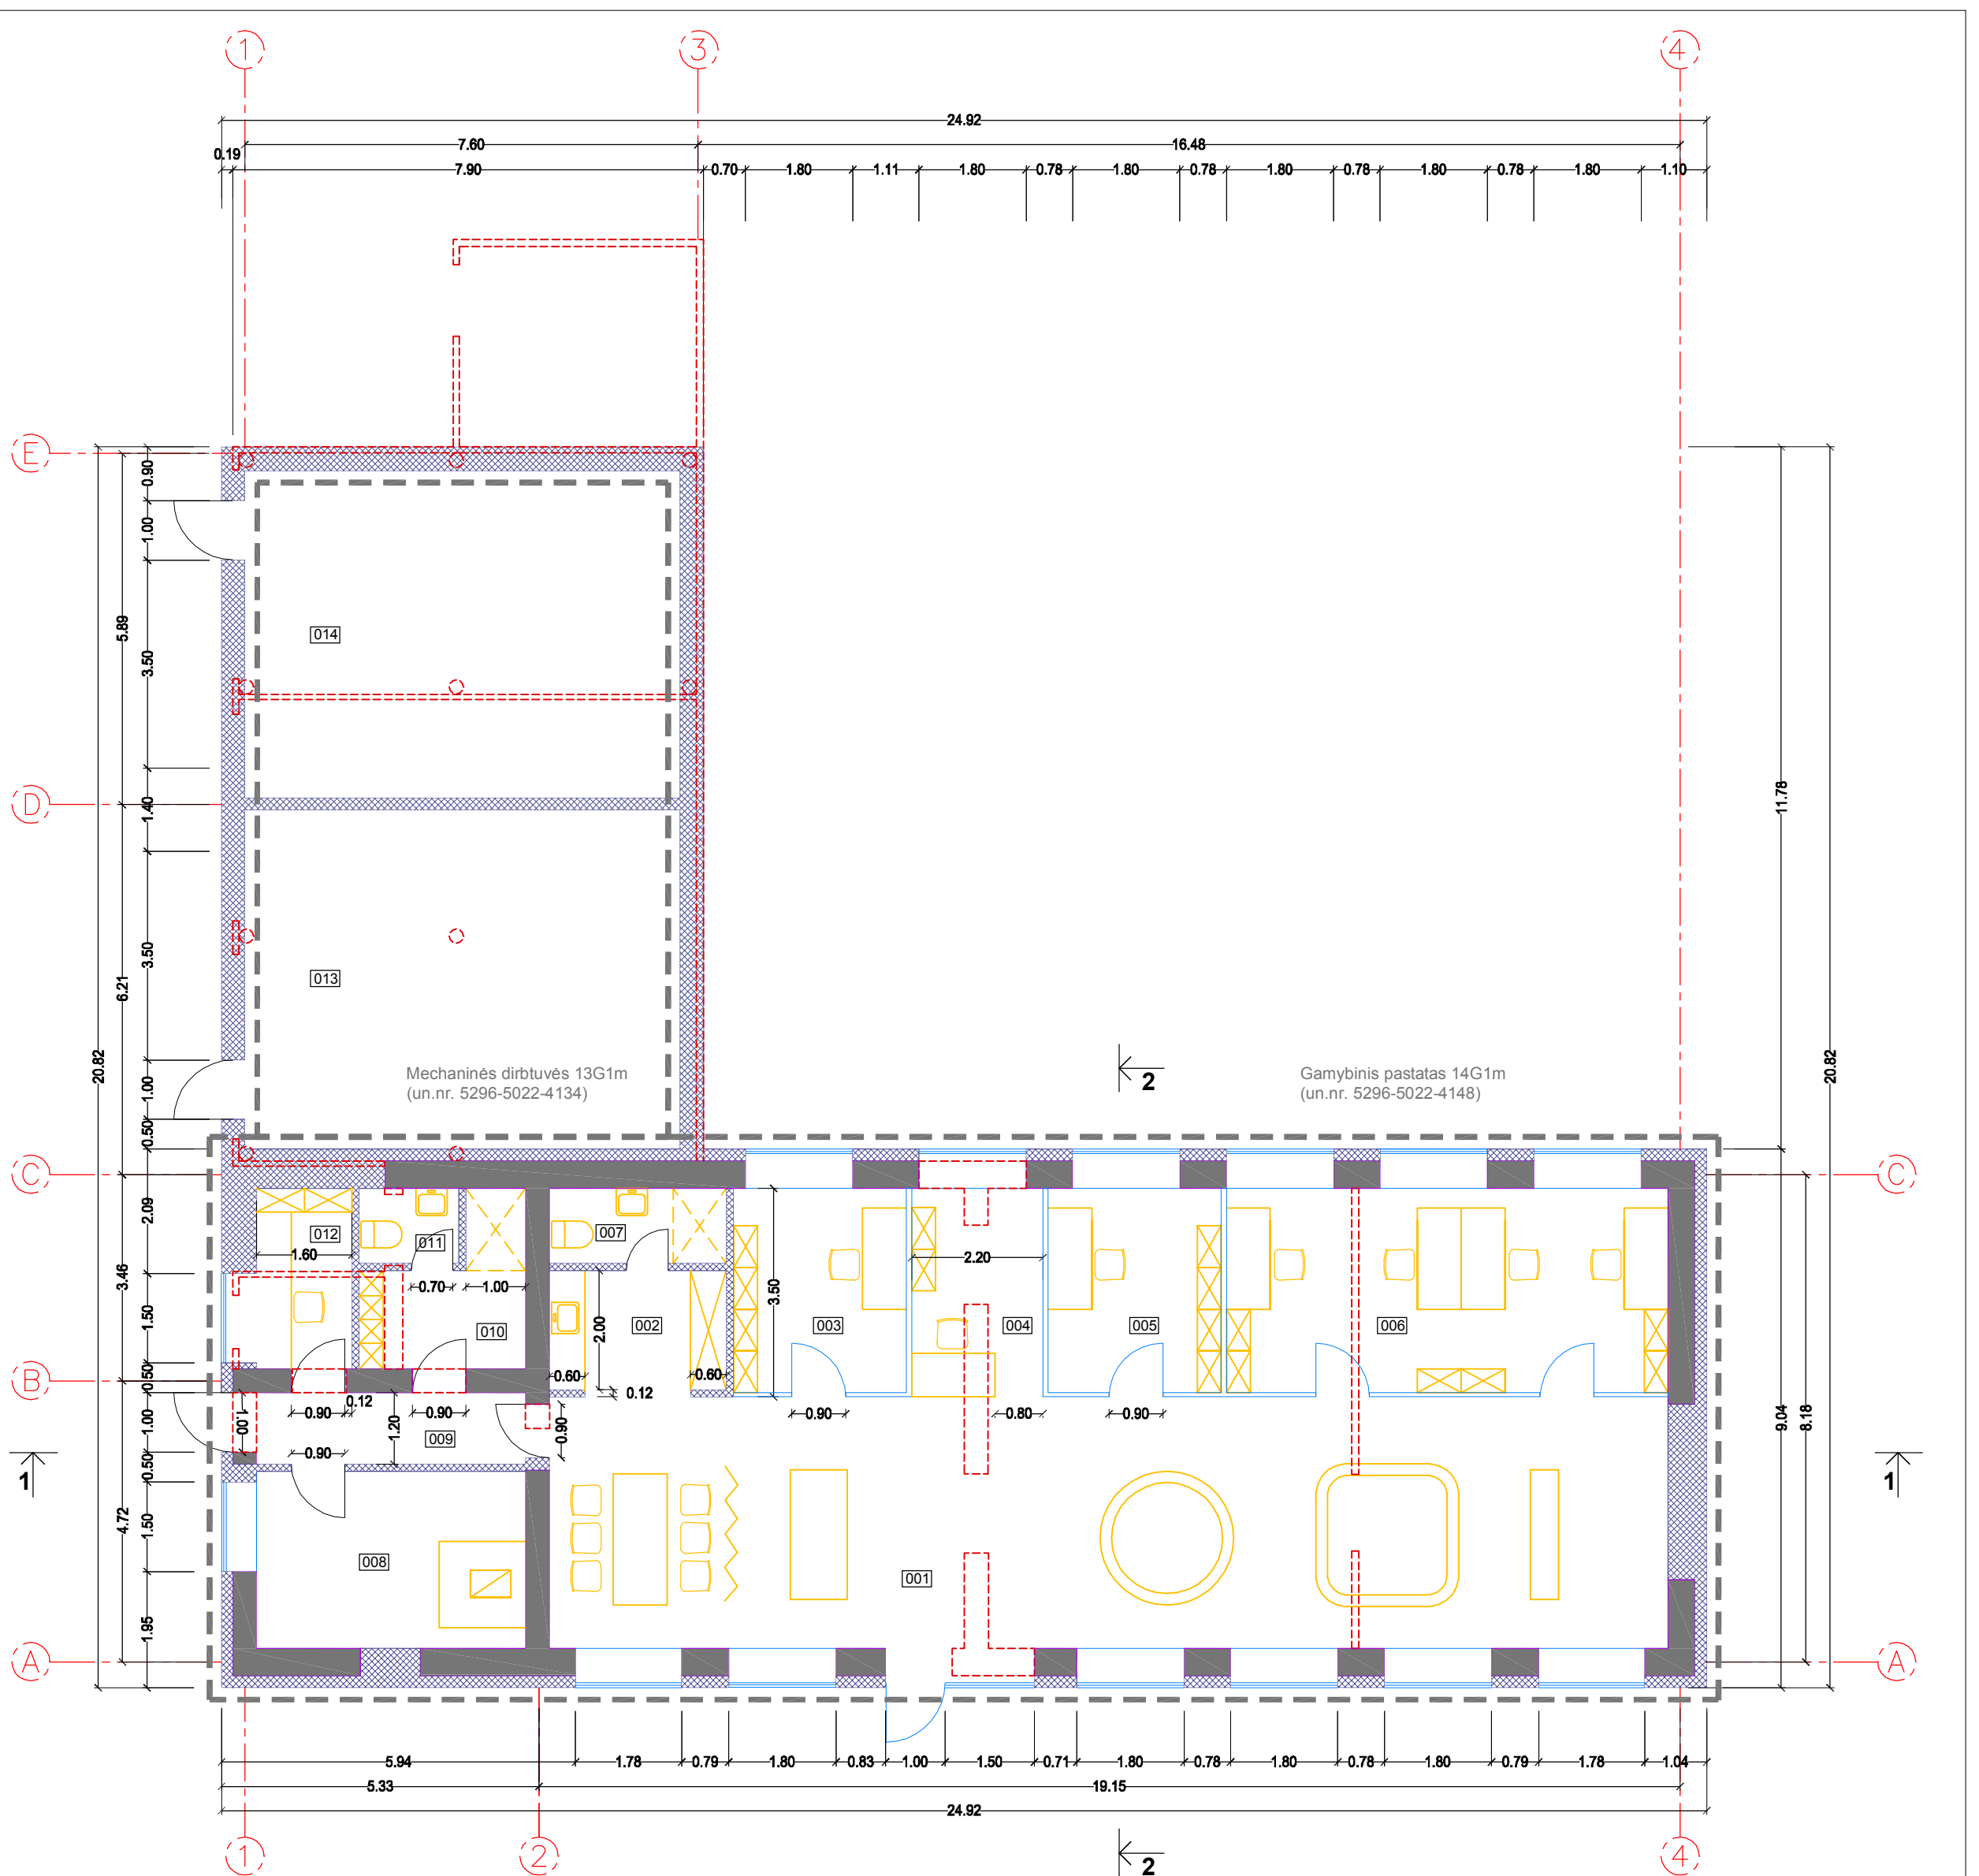 1 3 4
24.92
7.60 16.48
0.19 7.90 0.70 1.80 1.11 1.80 0.78 1.80 0.78 1.80 0.78 1.80 0.78 1.80 1.10
E
0.90
1.00
5.89
014
3.50
D
1.40
11.78
3.50
6.21
013
20.82
20.82
1.00
Mechaninės dirbtuvės 13G1m
(un.nr. 5296-5022-4134)
2
Gamybinis pastatas 14G1m
(un.nr. 5296-5022-4148)
0.50
C C
2.09
012 011 007
1.60 2.20
3.46
0.70 1.00 3.50
1.50
010 2.00 002 003 004 005 006
B
0.50
0.60 0.60
0.12
0.12
0.90 0.90 0.90 0.80 0.90
1.00 1.00 1.20 009 0.90
9.04 8.18
0.90
1 0.50 1
4.72
1.50
008 001
1.95
A A
5.94 1.78 0.79 1.80 0.83 1.00 1.50 0.71 1.80 0.78 1.80 0.78 1.80 0.79 1.78 1.04
5.33 19.15
24.92
1 2 2 4